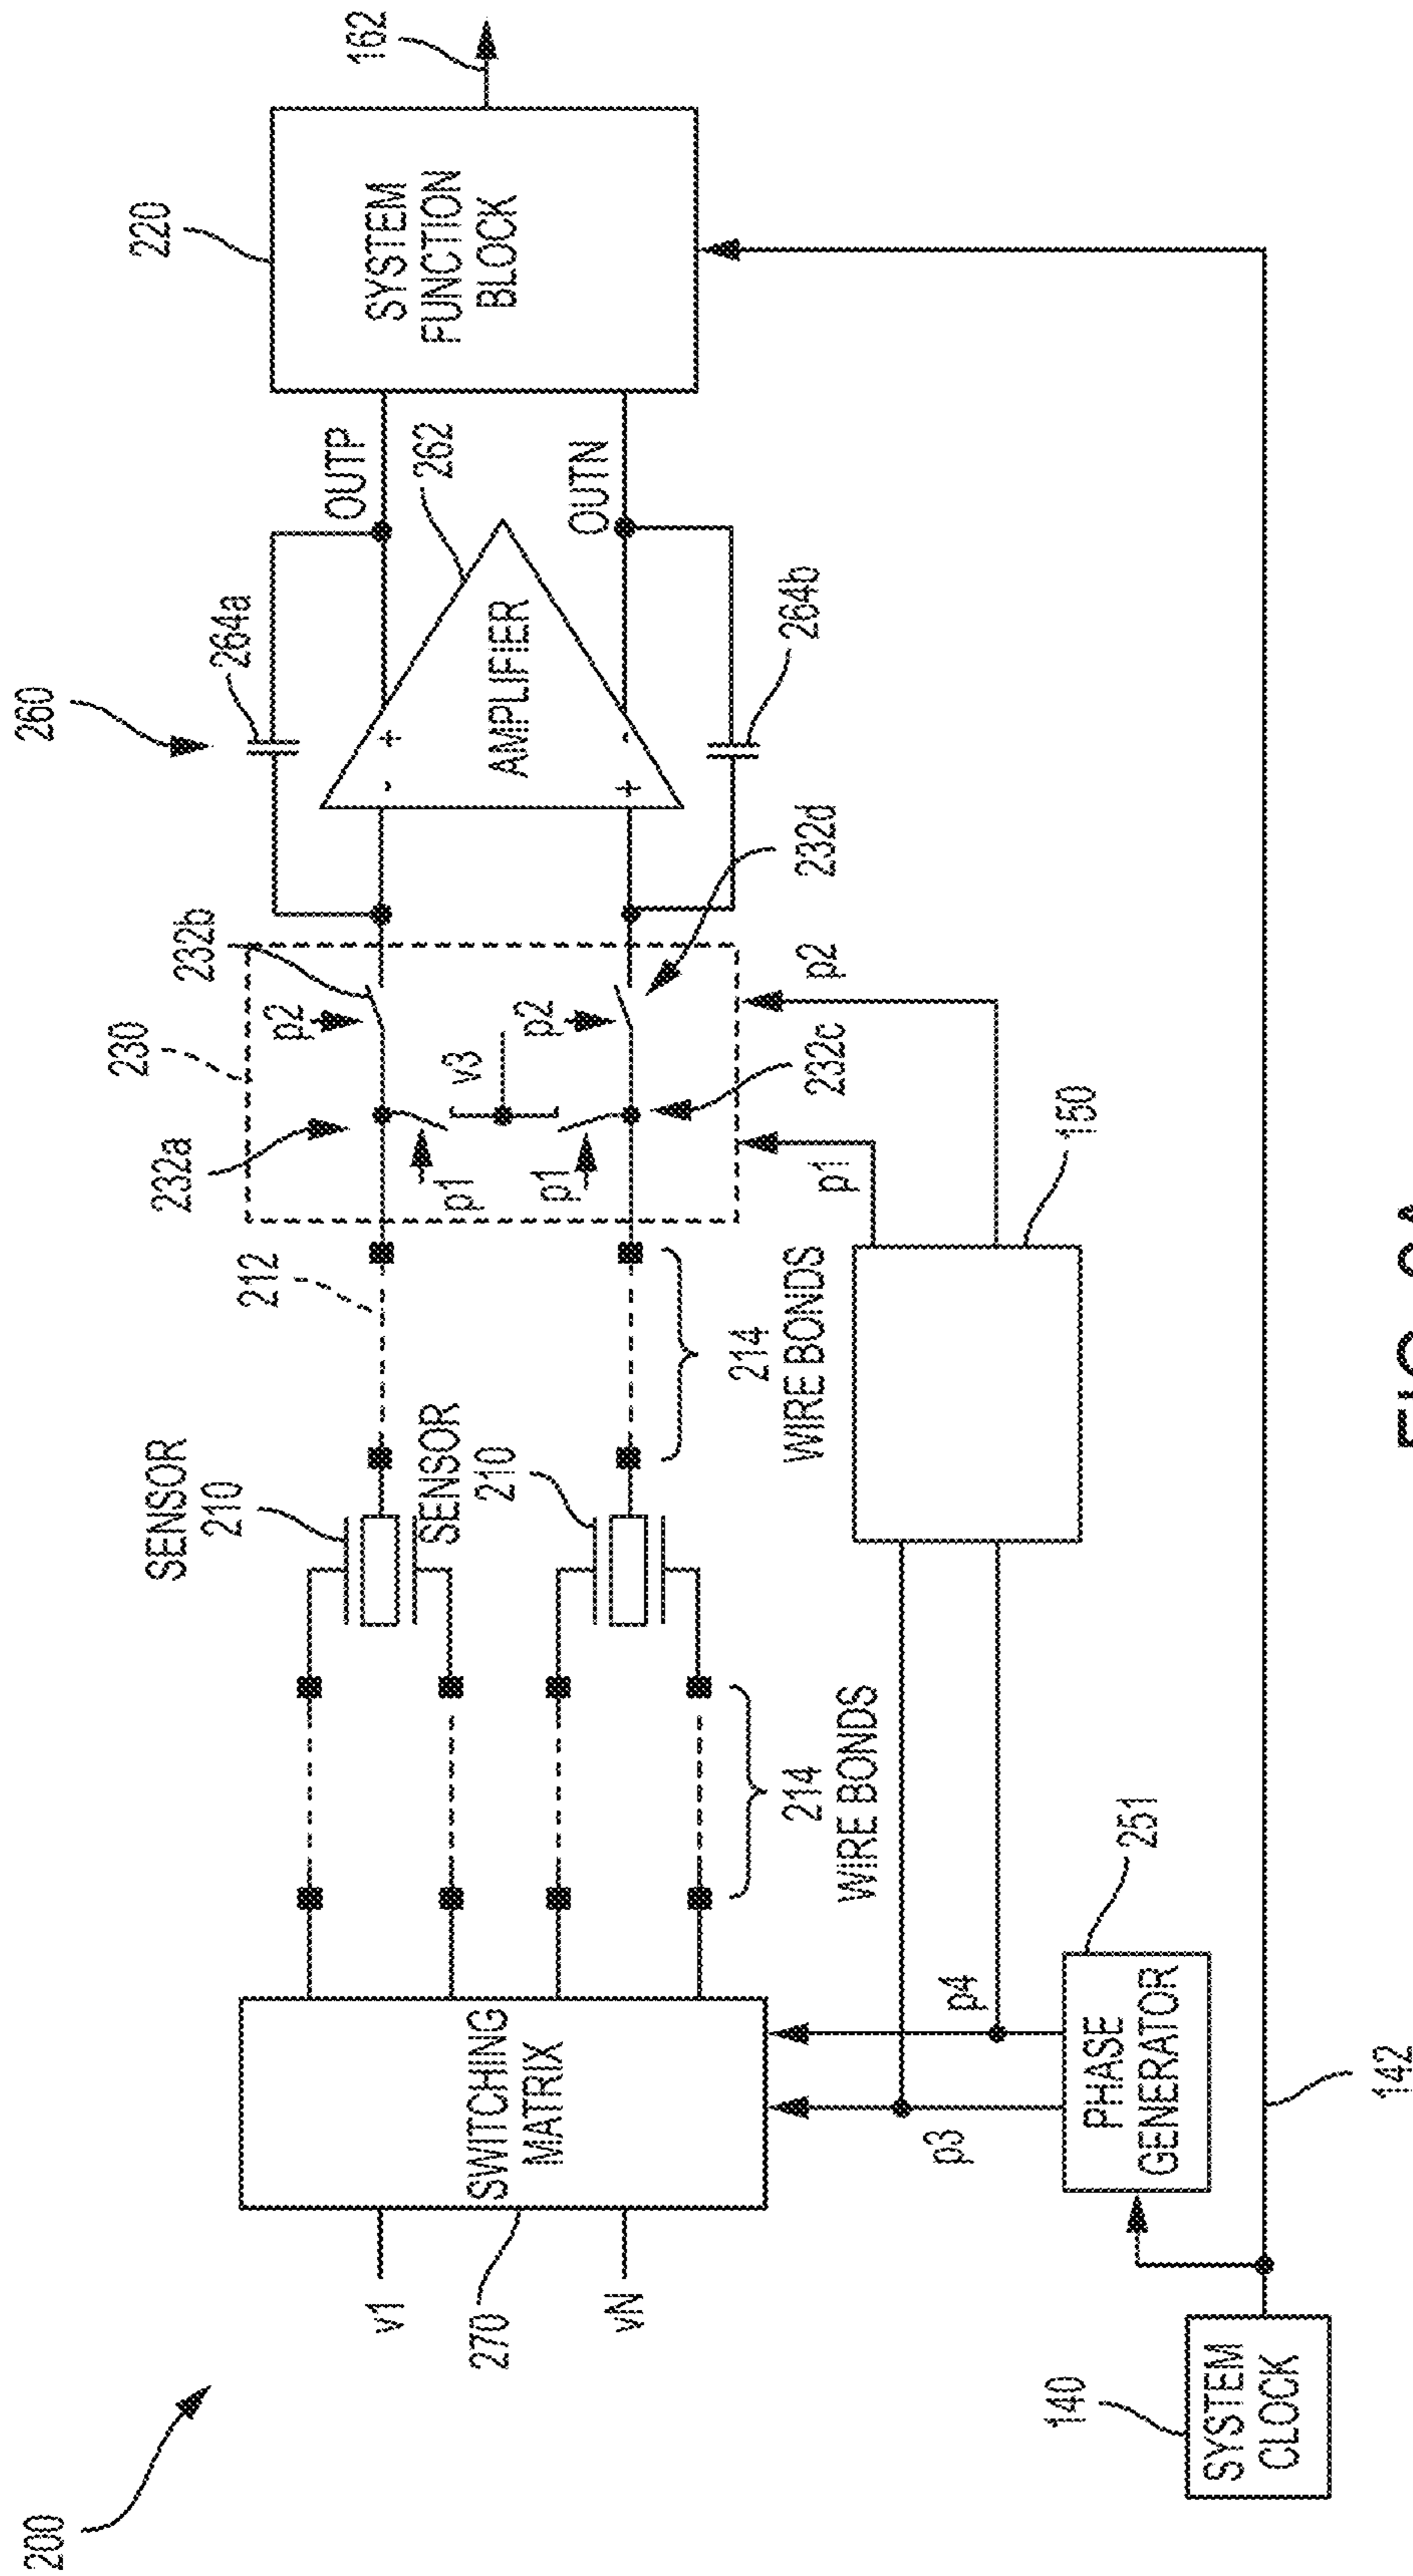 200
260
220
162
SYSTEM
FUNCTION
BLOCK
OUTP
262
OUTN
264a
264b
AMPLIFIER
-
+
+
-
232b
232d
230
p2
p2
p2
v3
232a
232c
p1
p1
p1
212
SENSOR
210
SENSOR
210
214
WIRE BONDS
150
214
WIRE BONDS
SWITCHING
MATRIX
v1
vN
270
p3
p4
251
PHASE
GENERATOR
142
140
SYSTEM
CLOCK